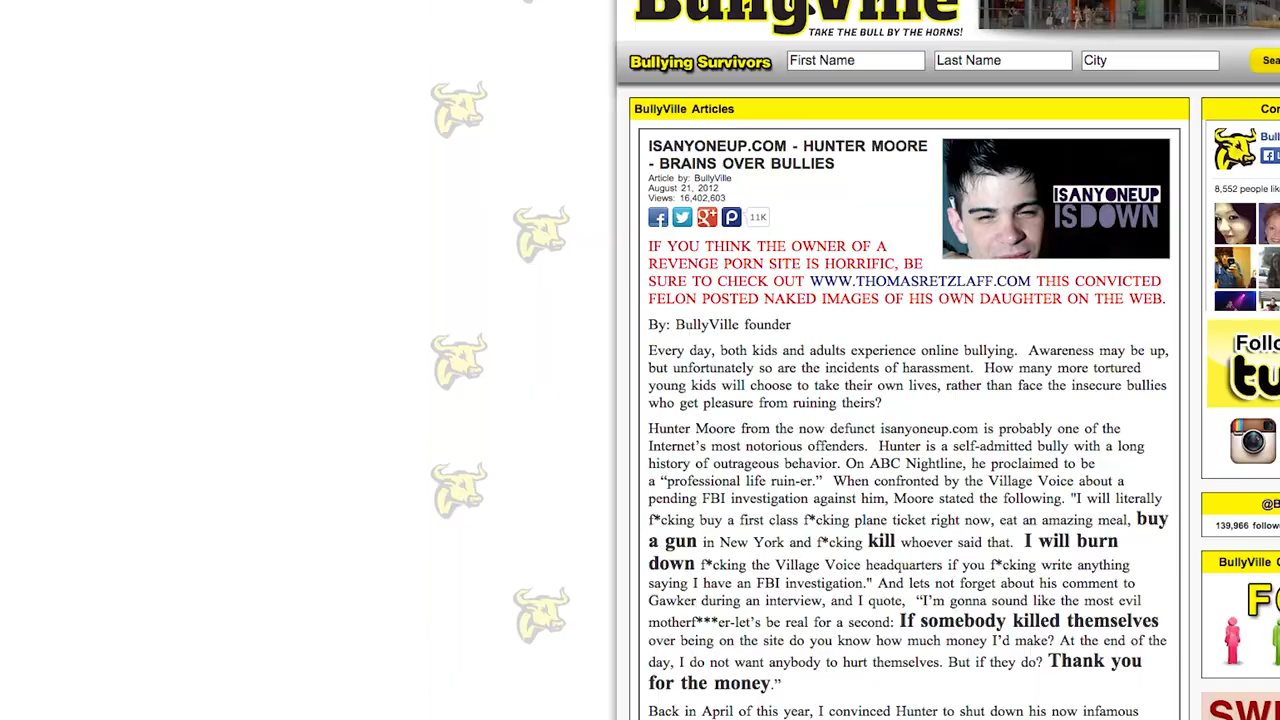 BullyVille
TAKE THE BULL BY THE HORNS!
Bullying Survivors
First Name
Last Name
City
Sea
BullyVille Articles
ISANYONEUP.COM - HUNTER MOORE
- BRAINS OVER BULLIES
Article by: BullyVille
August 21, 2012
Views: 16,402,603
11K
ISANYONEUP
IS DOWN
IF YOU THINK THE OWNER OF A
REVENGE PORN SITE IS HORRIFIC, BE
SURE TO CHECK OUT WWW.THOMASRETZLAFF.COM THIS CONVICTED
FELON POSTED NAKED IMAGES OF HIS OWN DAUGHTER ON THE WEB.
By: BullyVille founder
Every day, both kids and adults experience online bullying. Awareness may be up,
but unfortunately so are the incidents of harassment. How many more tortured
young kids will choose to take their own lives, rather than face the insecure bullies
who get pleasure from ruining theirs?
Hunter Moore from the now defunct isanyoneup.com is probably one of the
Internet's most notorious offenders. Hunter is a self-admitted bully with a long
history of outrageous behavior. On ABC Nightline, he proclaimed to be
a “professional life ruin-er.” When confronted by the Village Voice about a
pending FBI investigation against him, Moore stated the following. "I will literally
f*cking buy a first class f*cking plane ticket right now, eat an amazing meal, buy
a gun in New York and f*cking kill whoever said that. I will burn
down f*cking the Village Voice headquarters if you f*cking write anything
saying I have an FBI investigation." And lets not forget about his comment to
Gawker during an interview, and I quote, “I'm gonna sound like the most evil
motherf***er-let's be real for a second: If somebody killed themselves
over being on the site do you know how much money I'd make? At the end of the
day, I do not want anybody to hurt themselves. But if they do? Thank you
for the money.”
Back in April of this year, I convinced Hunter to shut down his now infamous
Con
Bull
8,552 people lik
Follo
tu
@B
139,966 follow
BullyVille C
F
SW